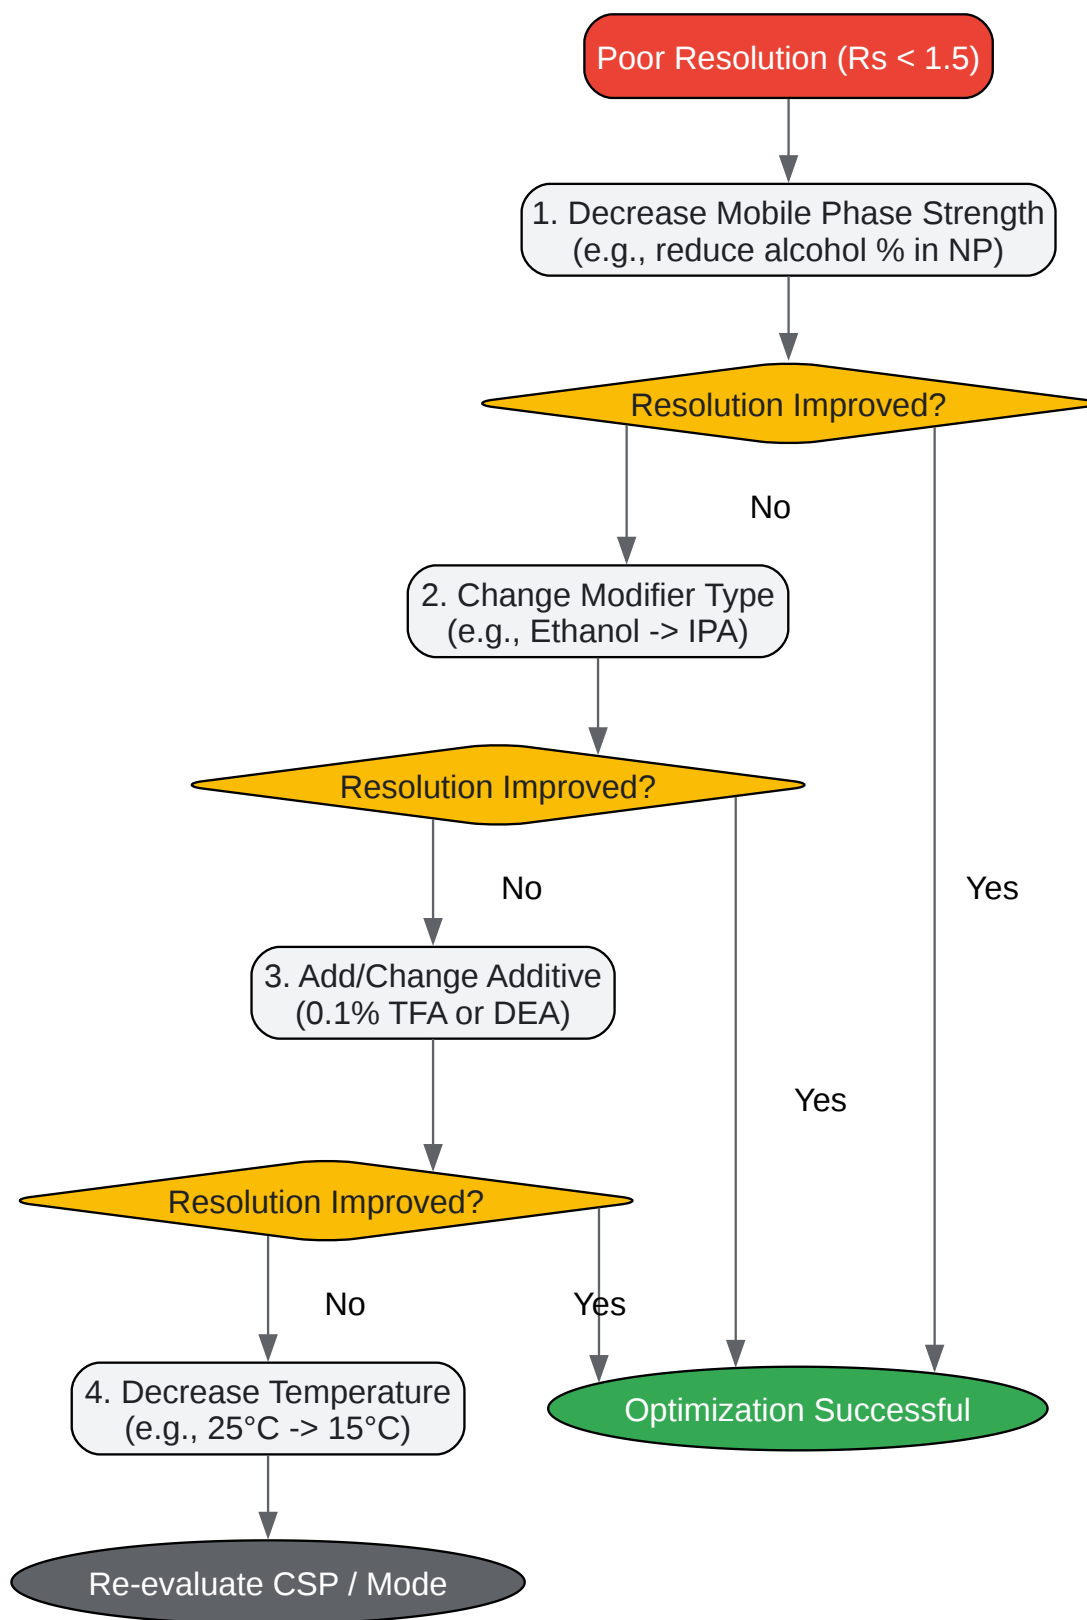 Poor Resolution (Rs < 1.5)
1. Decrease Mobile Phase Strength
(e.g., reduce alcohol % in NP)
Resolution Improved?
No
2. Change Modifier Type
(e.g., Ethanol -> IPA)
Resolution Improved?
No
Yes
3. Add/Change Additive
(0.1% TFA or DEA)
Yes
Resolution Improved?
No
Yes
4. Decrease Temperature
(e.g., 25°C -> 15°C)
Optimization Successful
Re-evaluate CSP / Mode